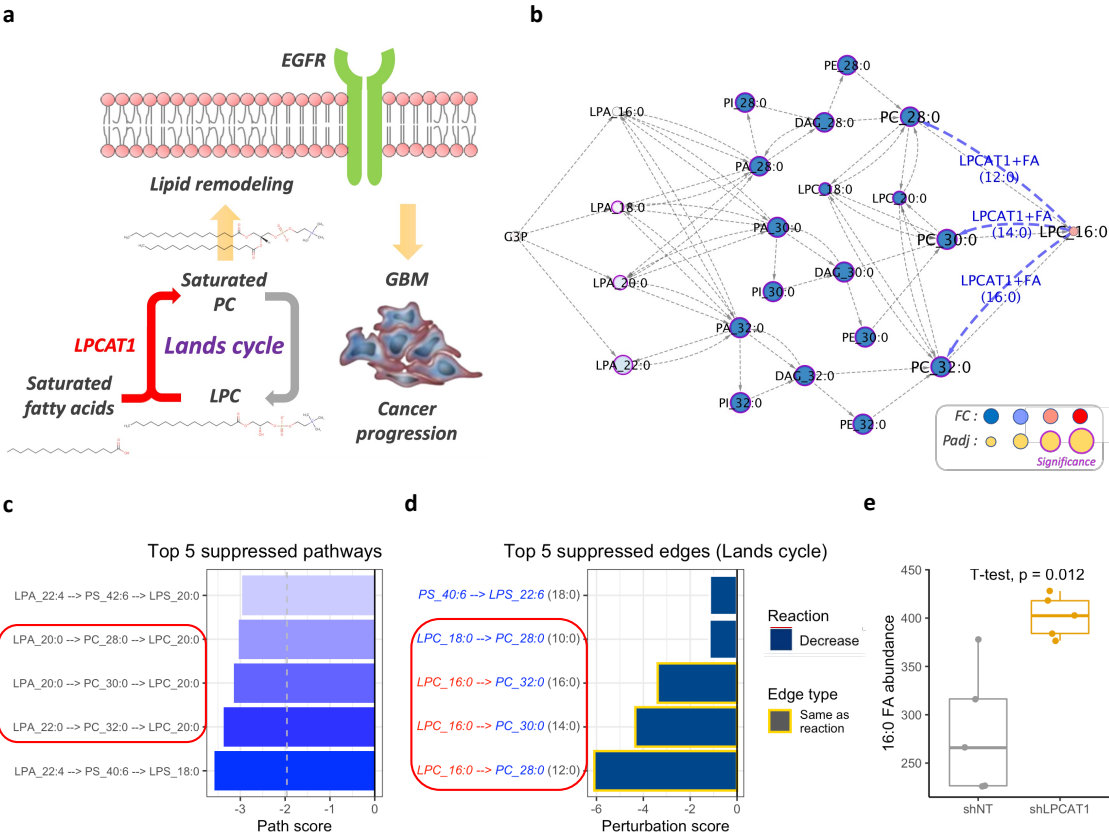 a
EGFR
Lipid remodeling
Saturated
PC
LPCAT1
Lands cycle
Saturated
fatty acids
LPC
GBM
Cancer
progression
b
PE_28:0
PI_28:0
DAG_28:0
PC_28:0
LPA_16:0
PA_28:0
LPCAT1+FA
(12:0)
LPC_18:0
LPC_20:0
LPA_18:0
PA_30:0
LPCAT1+FA
(14:0)
G3P
PC_30:0
LPC_16:0
LPA_20:0
PI_30:0
DAG_30:0
LPCAT1+FA
(16:0)
PA_32:0
PE_30:0
LPA_22:0
DAG_32:0
PC_32:0
PI_32:0
PE_32:0
FC :
Padj :
Significance
c
Top 5 suppressed pathways
LPA_22:4 --> PS_42:6 --> LPS_20:0
LPA_20:0 --> PC_28:0 --> LPC_20:0
LPA_20:0 --> PC_30:0 --> LPC_20:0
LPA_22:0 --> PC_32:0 --> LPC_20:0
LPA_22:4 --> PS_40:6 --> LPS_18:0
-3 -2 -1 0
Path score
d
Top 5 suppressed edges (Lands cycle)
PS_40:6 --> LPS_22:6 (18:0)
LPC_18:0 --> PC_28:0 (10:0)
LPC_16:0 --> PC_32:0 (16:0)
LPC_16:0 --> PC_30:0 (14:0)
LPC_16:0 --> PC_28:0 (12:0)
-6 -4 -2 0
Perturbation score
Reaction
Decrease
Edge type
Same as
reaction
e
T-test, p = 0.012
16:0 FA abundance
450
400
350
300
250
shNT shLPCAT1